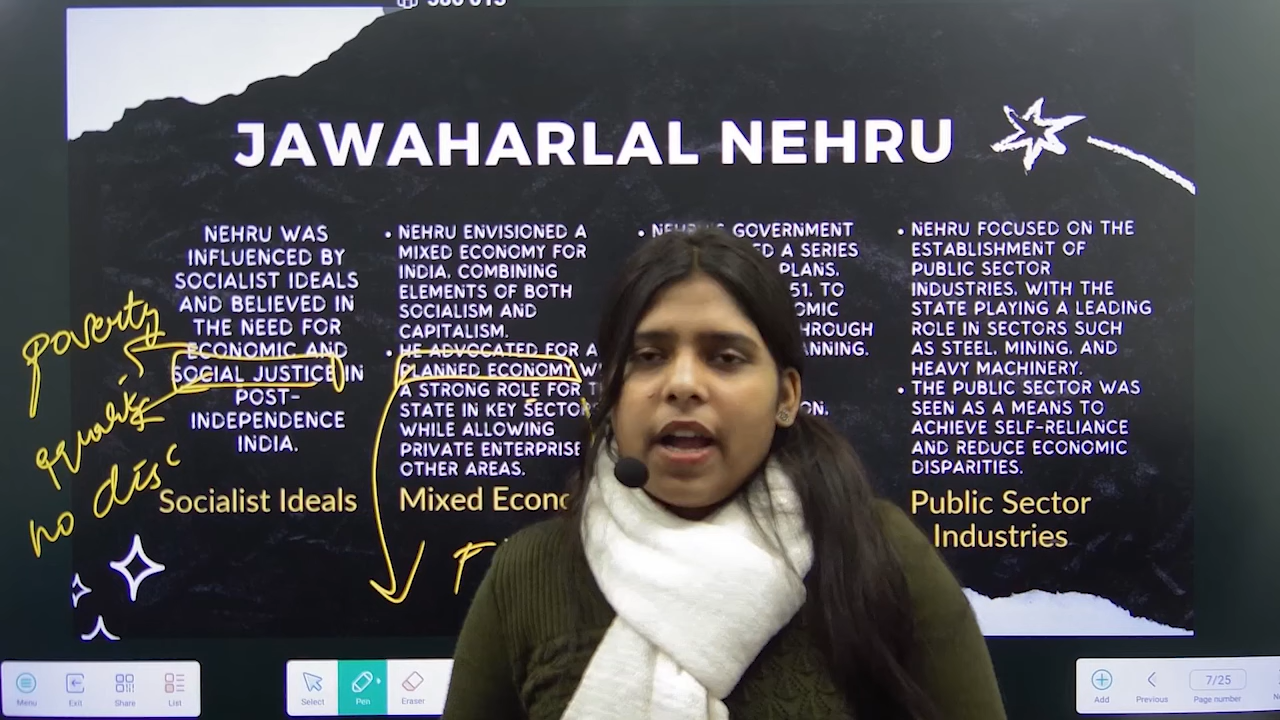 JAWAHARLAL NEHRU
NEHRU WAS
INFLUENCED BY
SOCIALIST IDEALS
AND BELIEVED IN
THE NEED FOR
ECONOMIC AND
SOCIAL JUSTICE IN
POST-
INDEPENDENCE
INDIA.
Socialist Ideals
poverty
equality
no disc
• NEHRU ENVISIONED A
MIXED ECONOMY FOR
INDIA, COMBINING
ELEMENTS OF BOTH
SOCIALISM AND
CAPITALISM.
• HE ADVOCATED FOR A
PLANNED ECONOMY
A STRONG ROLE FOR
STATE IN KEY SECTOR
WHILE ALLOWING
PRIVATE ENTERPRISE
OTHER AREAS.
Mixed Econo
F
GOVERNMENT
A SERIES
PLANS,
51, TO
• NEHRU FOCUSED ON THE
ESTABLISHMENT OF
PUBLIC SECTOR
INDUSTRIES, WITH THE
STATE PLAYING A LEADING
ROLE IN SECTORS SUCH
AS STEEL, MINING, AND
HEAVY MACHINERY.
• THE PUBLIC SECTOR WAS
SEEN AS A MEANS TO
ACHIEVE SELF-RELIANCE
AND REDUCE ECONOMIC
DISPARITIES.
Public Sector
Industries
Menu
Exit
Share
List
Select
Pen
Eraser
Add
Previous
7/25
Page number